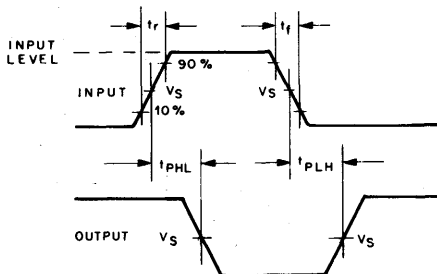 tr
tf
INPUT
LEVEL
90%
INPUT
VS
VS
10%
tPHL
tPLH
OUTPUT
VS
VS